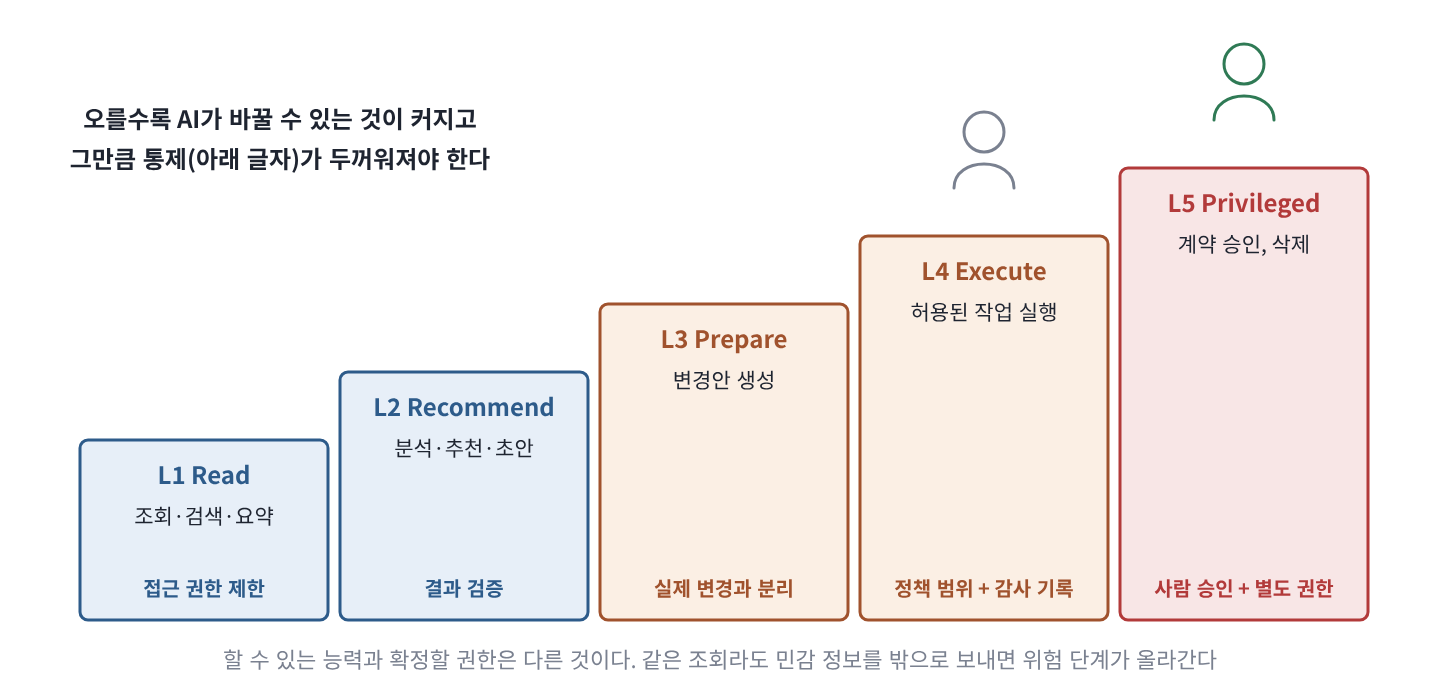 오를수록 AI가 바꿀 수 있는 것이 커지고
그만큼 통제(아래 글자)가 두꺼워져야 한다
L1 Read
조회·검색·요약
접근 권한 제한
L2 Recommend
분석·추천·초안
결과 검증
L3 Prepare
변경안 생성
실제 변경과 분리
L4 Execute
허용된 작업 실행
정책 범위 + 감사 기록
L5 Privileged
계약 승인, 삭제
사람 승인 + 별도 권한
할 수 있는 능력과 확정할 권한은 다른 것이다. 같은 조회라도 민감 정보를 밖으로 보내면 위험 단계가 올라간다